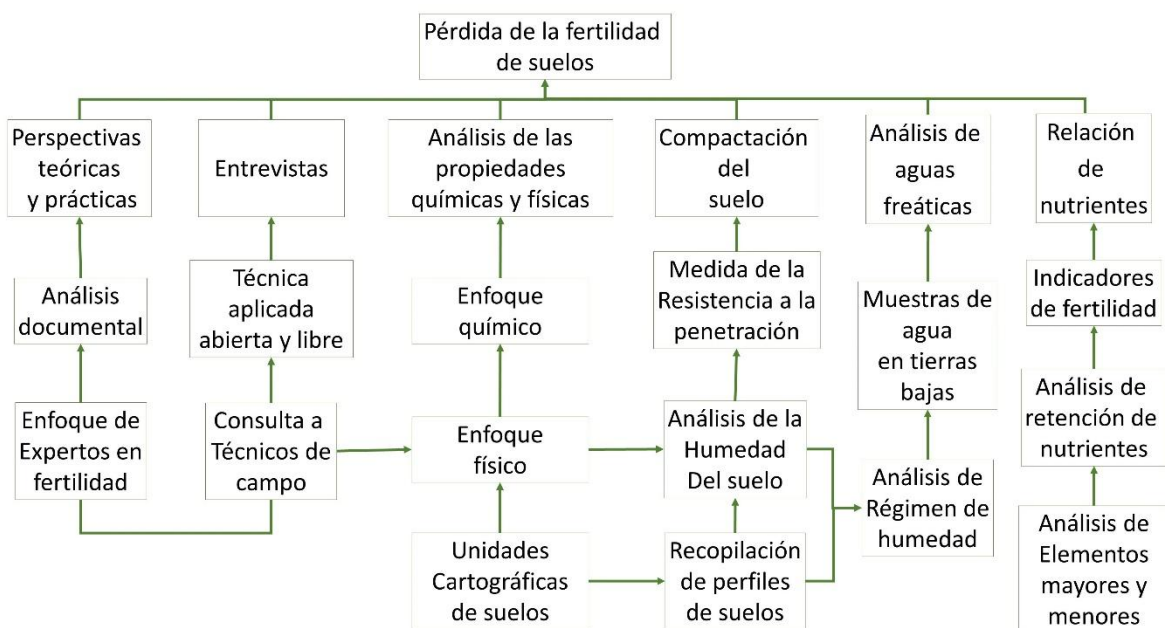 Pérdida de la fertilidad
de suelos
Perspectivas
teóricas
y prácticas
Entrevistas
Análisis de las
propiedades
químicas y físicas
Compactación
del
suelo
Análisis de
aguas
freáticas
Relación
de
nutrientes
Análisis
documental
Técnica
aplicada
abierta y libre
Enfoque
químico
Medida de la
Resistencia a la
penetración
Muestras de
agua
en tierras
bajas
Indicadores
de fertilidad
Enfoque de
Expertos en
fertilidad
Consulta a
Técnicos de
campo
Enfoque
físico
Análisis de la
Humedad
Del suelo
Análisis de
Régimen de
humedad
Análisis de
retención de
nutrientes
Unidades
Cartográficas
de suelos
Recopilación
de perfiles
de suelos
Análisis de
Elementos
mayores y
menores